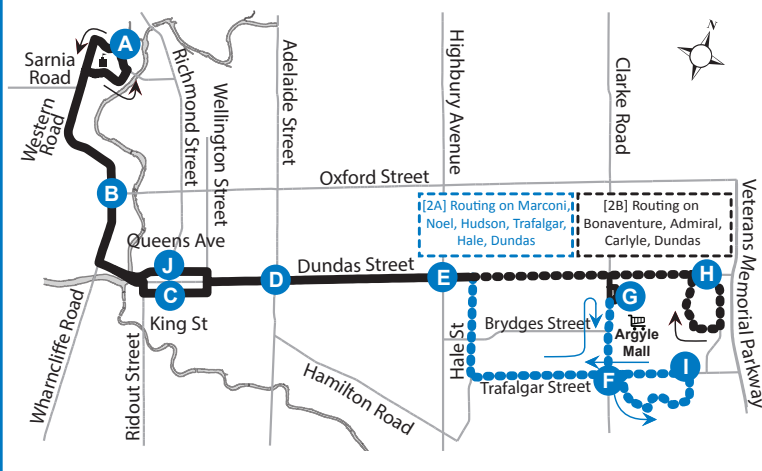 N
A
Sarnia
Road
Western
Road
Richmond Street
Wellington Street
Adelaide Street
Highbury Avenue
Clarke Road
Oxford Street
B
[2A] Routing on Marconi,
Noel, Hudson, Trafalgar,
Hale, Dundas
[2B] Routing on
Bonaventure, Admiral,
Carlyle, Dundas
Veterans Memorial Parkway
Queens Ave
J
C
D
Dundas Street
E
H
G
King St
Wharncliffe Road
Ridout Street
Hale St
Brydges Street
Argyle
Mall
Hamilton Road
Trafalgar Street
F
I